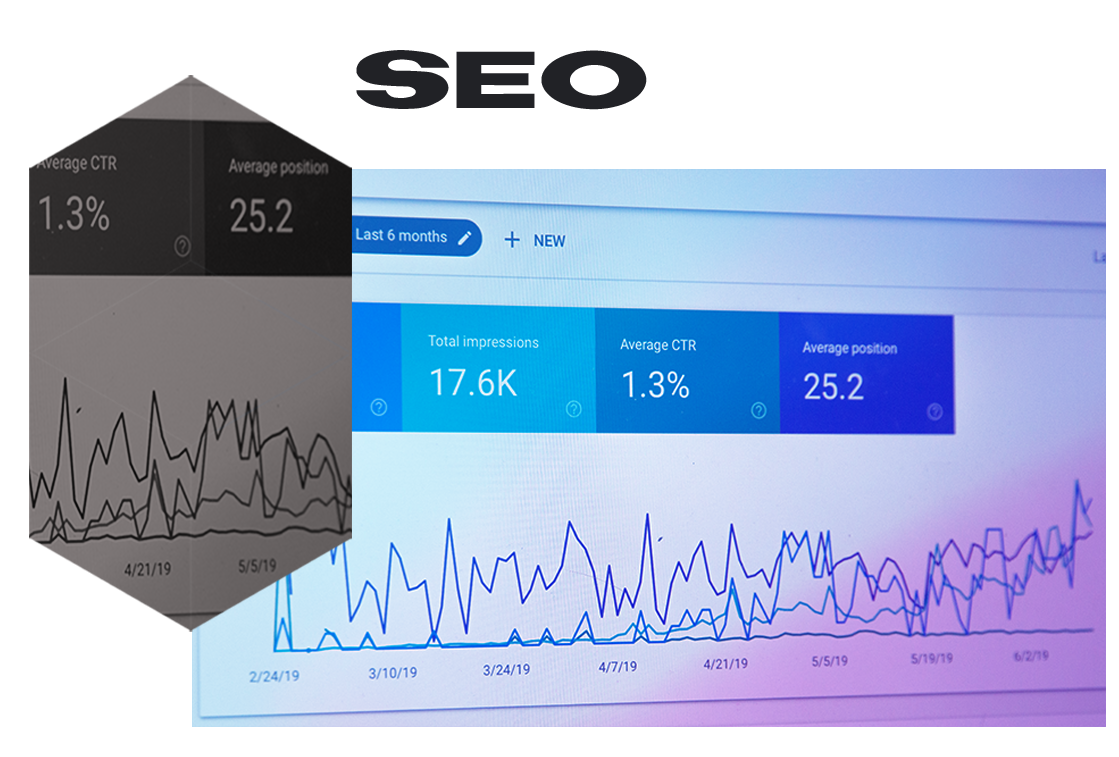 SEO
Average CTR
Average position
1.3%
25.2
4/21/19
5/5/19
Last 6 months
+ NEW
Total impressions
Average CTR
Average position
17.6K
1.3%
25.2
2/24/19
3/10/19
3/24/19
4/7/19
4/21/19
5/5/19
5/19/19
6/2/19